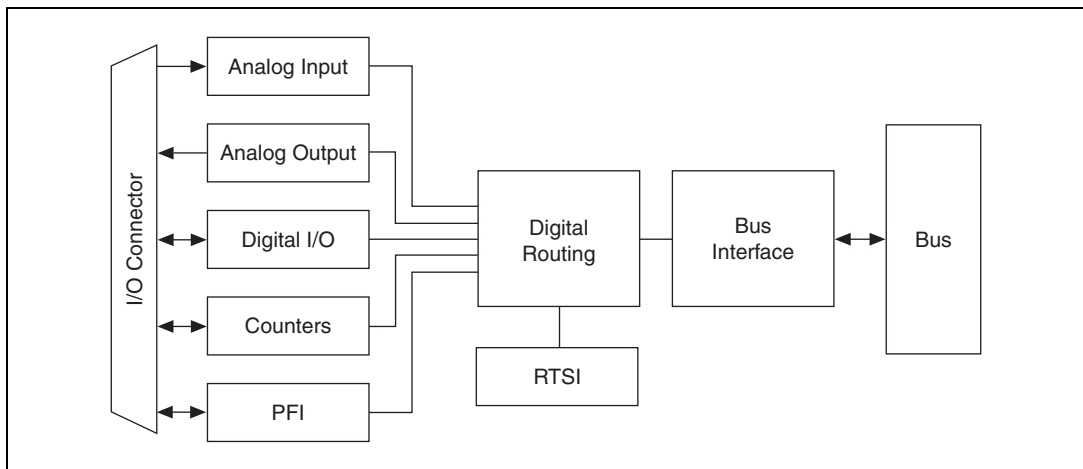 I/O Connector
Analog Input
Analog Output
Digital I/O
Counters
PFI
Digital
Routing
RTSI
Bus
Interface
Bus